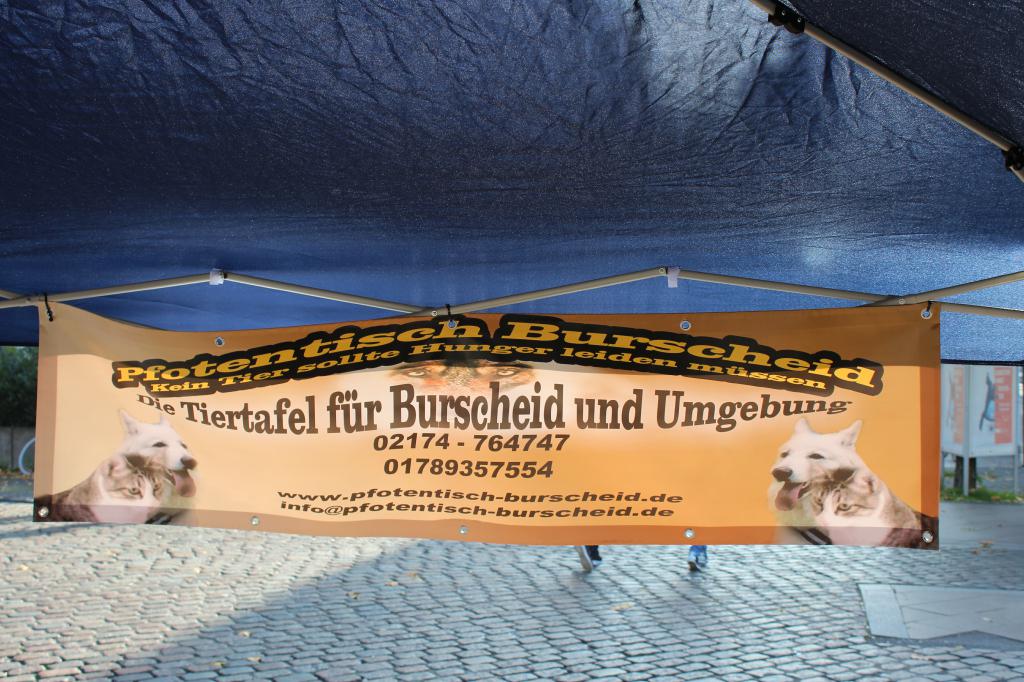 Pfotentisch Burscheid
Kein Tier sollte Hunger leiden müssen
Die Tiertafel für Burscheid und Umgebung
02174 - 764747
01789357554
www.pfotentisch-burscheid.de
info@pfotentisch-burscheid.de